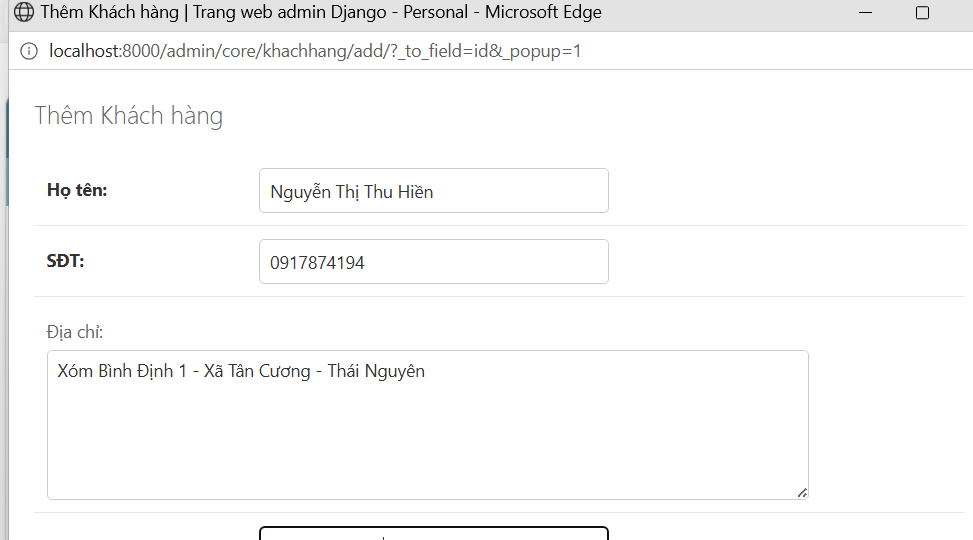 Thêm Khách hàng | Trang web admin Django - Personal - Microsoft Edge
localhost:8000/admin/core/khachhang/add/?_to_field=id&_popup=1
Thêm Khách hàng
Họ tên: Nguyễn Thị Thu Hiền
SĐT: 0917874194
Địa chỉ:
Xóm Bình Định 1 - Xã Tân Cương - Thái Nguyên